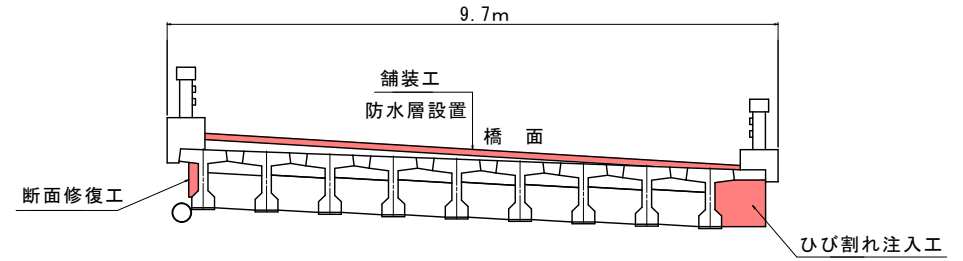 9.7m
舗装工
防水層設置
橋 面
断面修復工
ひび割れ注入工